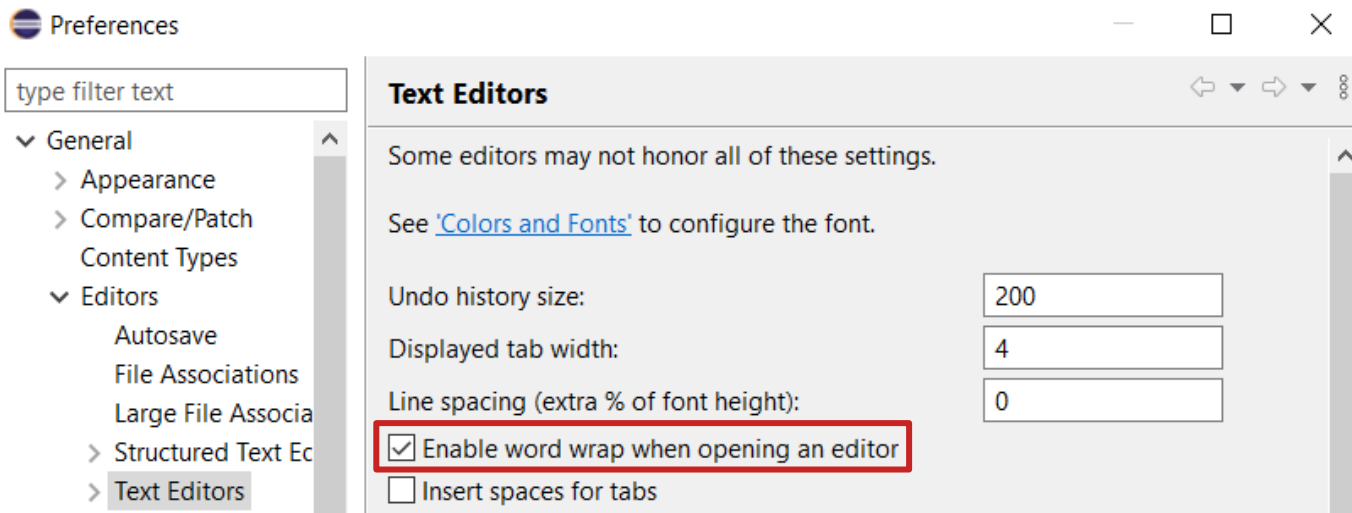 Preferences
type filter text
General
Appearance
Compare/Patch
Content Types
Editors
Autosave
File Associations
Large File Associa
Structured Text Ec
Text Editors
Text Editors
Some editors may not honor all of these settings.
See 'Colors and Fonts' to configure the font.
Undo history size: 200
Displayed tab width: 4
Line spacing (extra % of font height): 0
Enable word wrap when opening an editor
Insert spaces for tabs